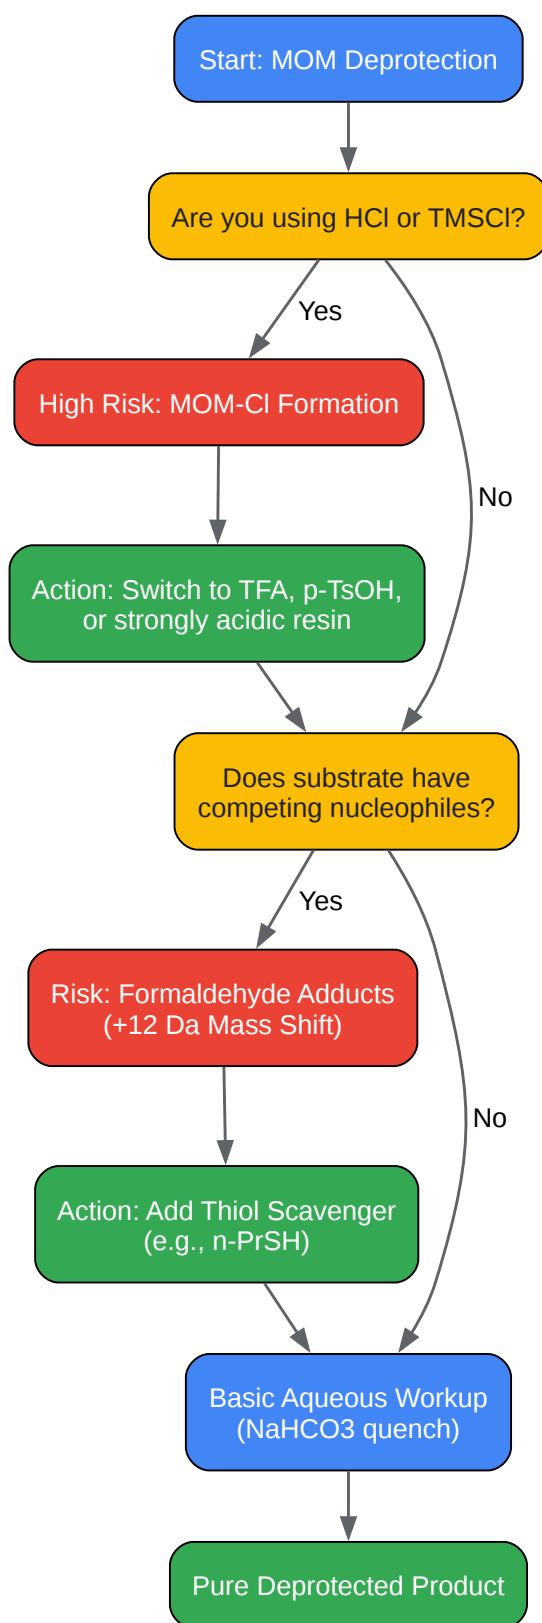 Start: MOM Deprotection
Are you using HCl or TMSCl?
Yes
High Risk: MOM-Cl Formation
No
Action: Switch to TFA, p-TsOH,
or strongly acidic resin
Does substrate have
competing nucleophiles?
Yes
Risk: Formaldehyde Adducts
(+12 Da Mass Shift)
No
Action: Add Thiol Scavenger
(e.g., n-PrSH)
Basic Aqueous Workup
(NaHCO3 quench)
Pure Deprotected Product